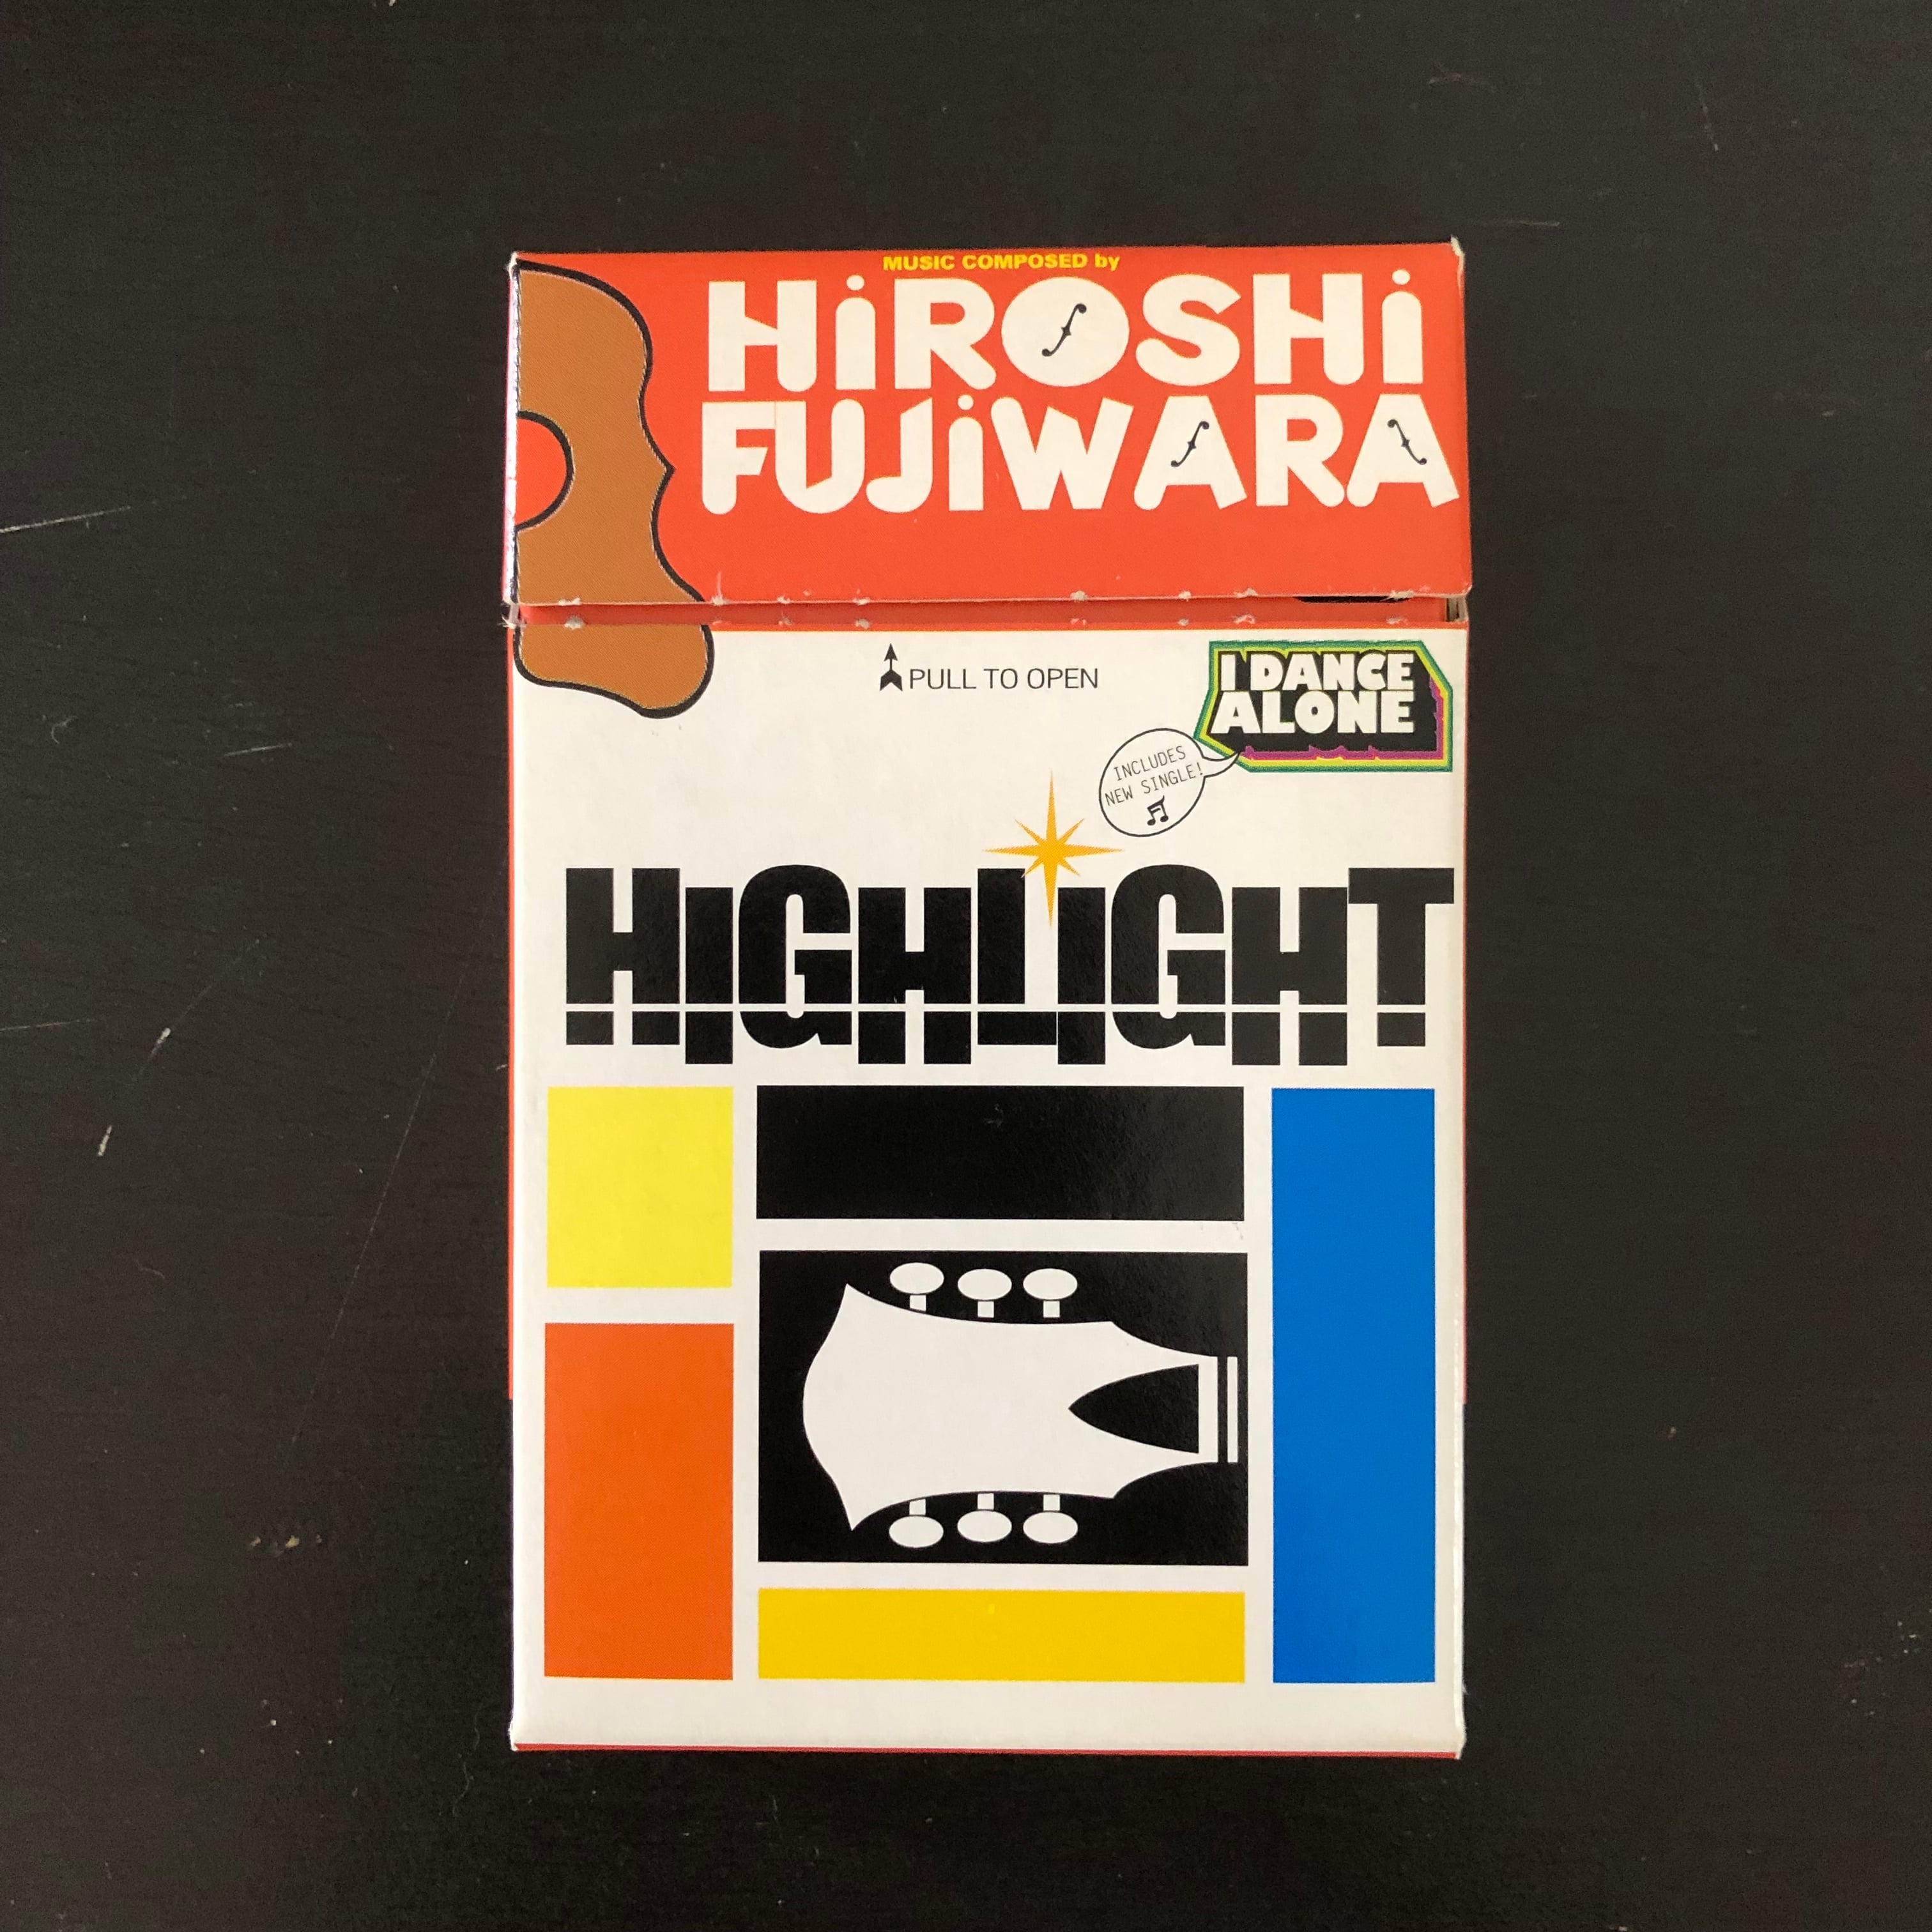 MUSIC COMPOSED by
HiROSHi
FUJiWARA
PULL TO OPEN
I DANCE
ALONE
INCLUDES
NEW SINGLE!
HIGHLIGHT